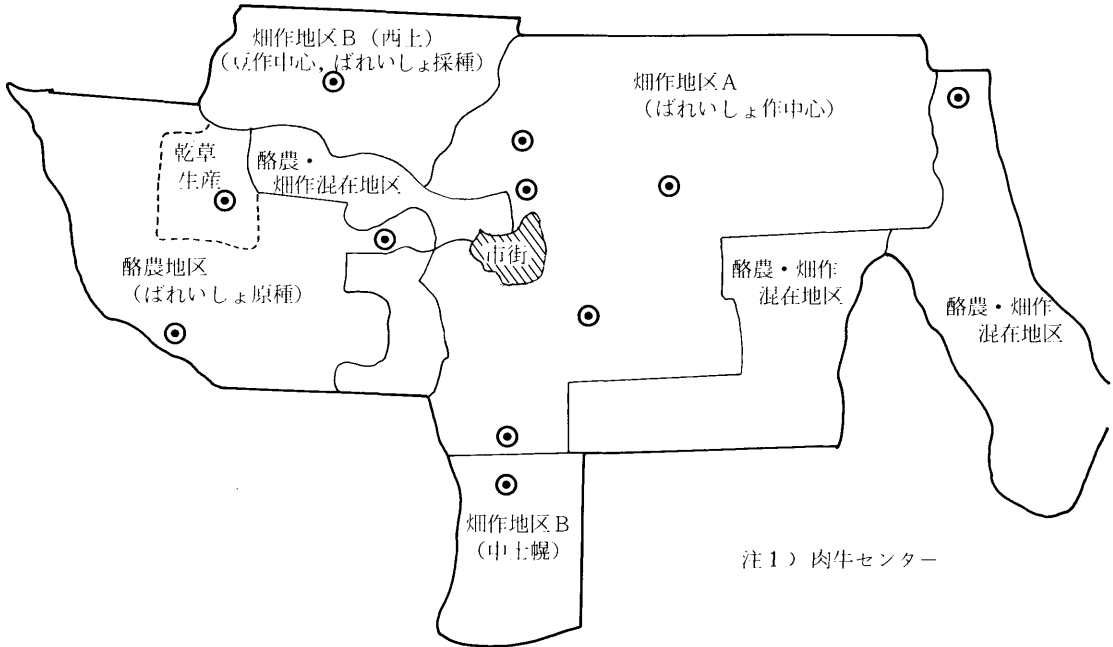 畑作地区B(西上)
(豆作中心,ばれいしょ採種)
畑作地区A
(ばれいしょ作中心)
乾草
生産
酪農・
畑作混在地区
市街
酪農地区
(ばれいしょ原種)
酪農・畑作
混在地区
酪農・畑作
混在地区
畑作地区B
(中士幌)
注1) 肉牛センター